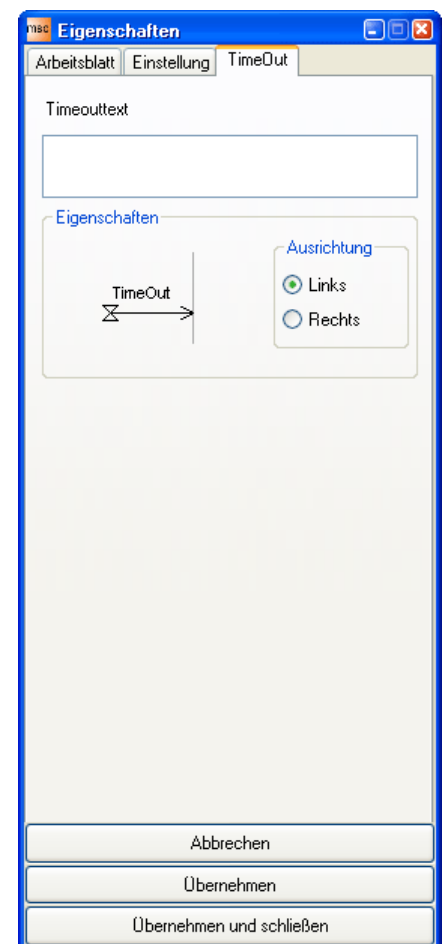 msc Eigenschaften
Arbeitsblatt Einstellung TimeOut
Timeouttext
Eigenschaften
Ausrichtung
TimeOut
Links
Rechts
Abbrechen
Übernehmen
Übernehmen und schließen